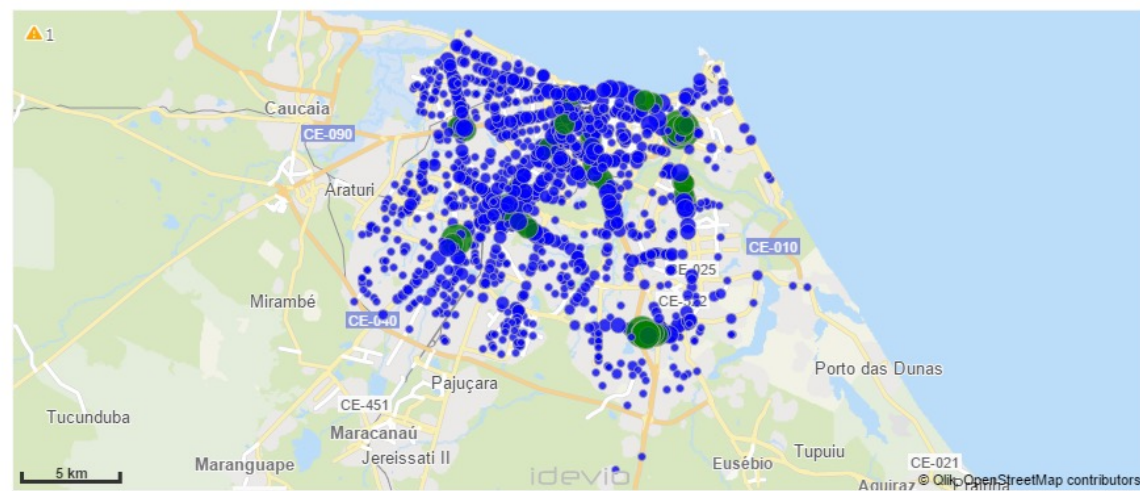 1
Caucaia
CE-090
Araturi
CE-010
CE-025
Mirambé
CE-040
Pajuçara
Porto das Dunas
CE-451
Tucunduba
Maracanaú
Jereissati II
Tupuiu
Maranguape
Eusébio
CE-021
5 km
idevio
Aquiraz
© Qlik, OpenStreetMap contributors